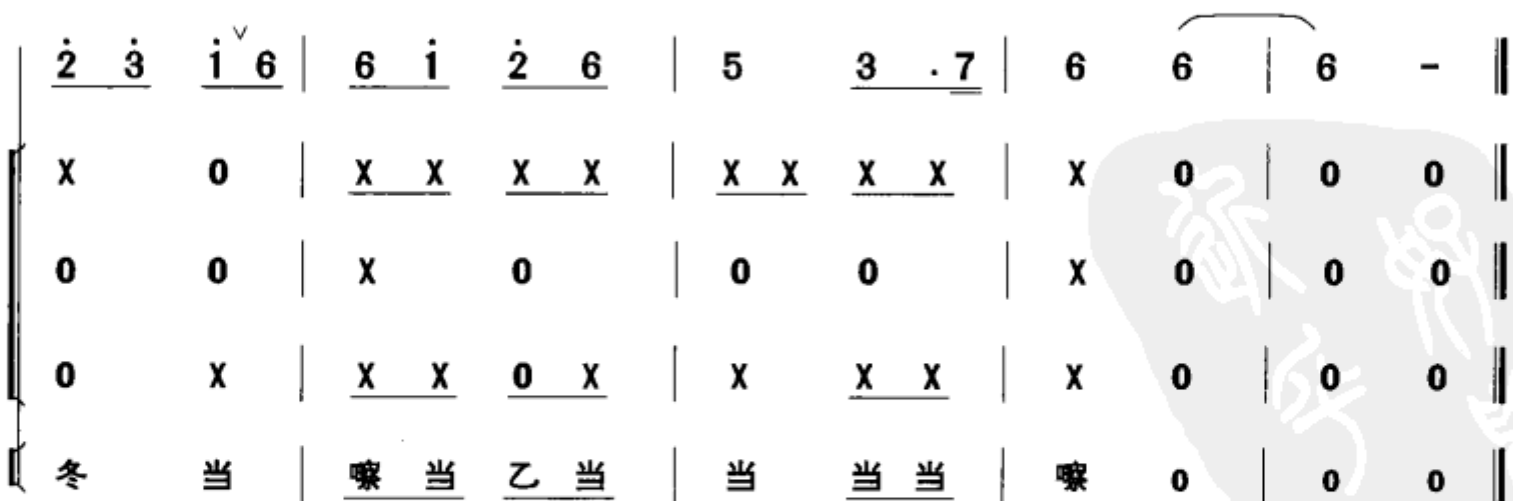 2̇ 3̇ i̇ ∨ 6 | 6 i̇ 2̇ 6 | 5 3 . 7 | 6 6 | 6 - ‖
X 0 | X X X X | X X X X | X 0 | 0 0 ‖
0 0 | X 0 | 0 0 | X 0 | 0 0 ‖
0 X | X X 0 X | X X X | X 0 | 0 0 ‖
冬 当 | 嚓 当 乙 当 | 当 当 当 | 嚓 0 | 0 0 ‖